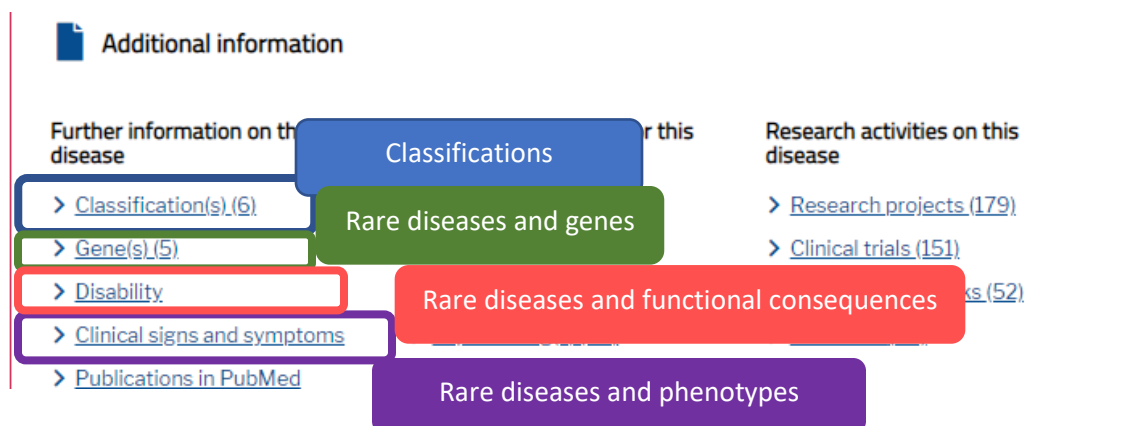 Additional information
Further information on th
disease
Classification(s) (6)
Gene(s) (5)
Disability
Clinical signs and symptoms
Publications in PubMed
r this
Classifications
Rare diseases and genes
Rare diseases and functional consequences
Rare diseases and phenotypes
Research activities on this
disease
Research projects (179)
Clinical trials (151)
ks (52)